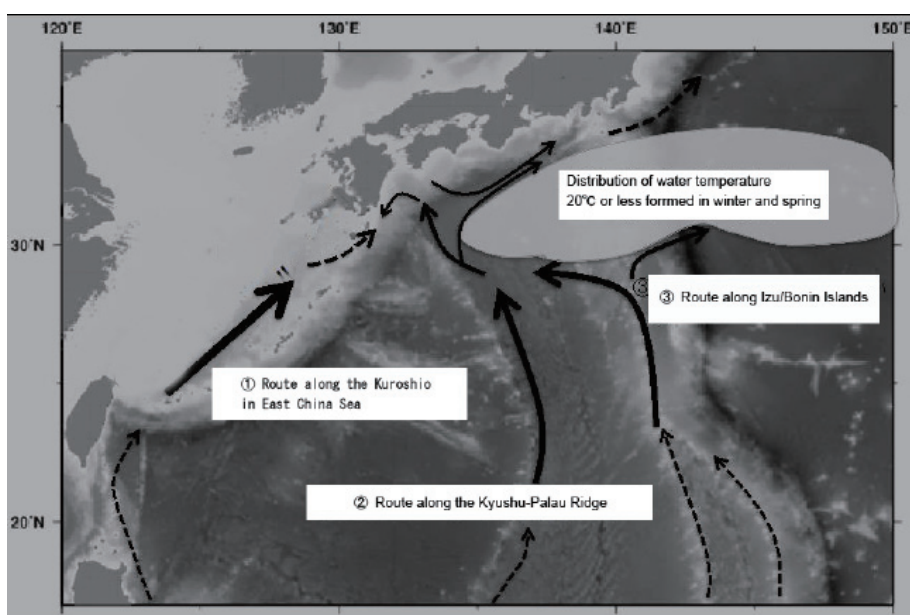 120°E
130°E
140°E
150°E
Distribution of water temperature
20℃ or less forrmed in winter and spring
30°N
③
③ Route along Izu/Bonin Islands
① Route along the Kuroshio
in East China Sea
② Route along the Kyushu-Palau Ridge
20°N